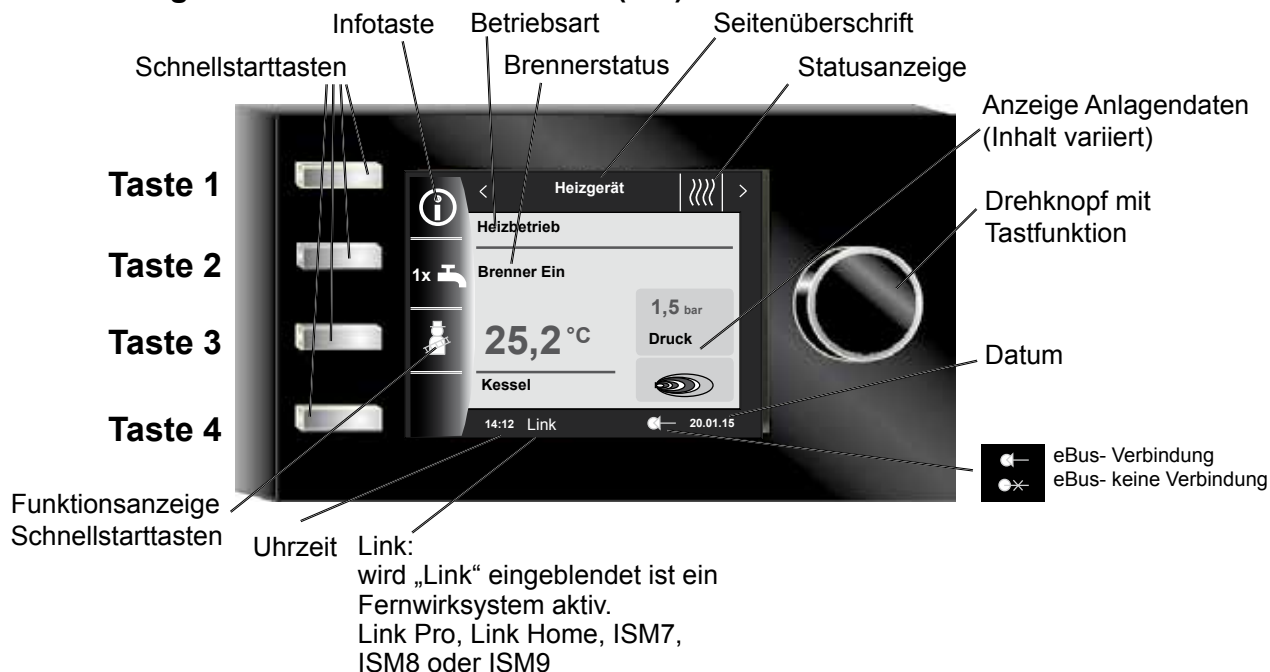 Infotaste
Betriebsart
Seitenüberschrift
Schnellstarttasten
Brennerstatus
Statusanzeige
Anzeige Anlagendaten
(Inhalt variiert)
Taste 1
Taste 2
Taste 3
Taste 4
< Heizgerät >
Heizbetrieb
1x
Brenner Ein
1,5 bar
Druck
25,2 °C
Kessel
14:12 Link 20.01.15
Drehknopf mit
Tastfunktion
Datum
eBus- Verbindung
eBus- keine Verbindung
Funktionsanzeige
Schnellstarttasten
Uhrzeit
Link:
wird „Link“ eingeblendet ist ein
Fernwirksystem aktiv.
Link Pro, Link Home, ISM7,
ISM8 oder ISM9